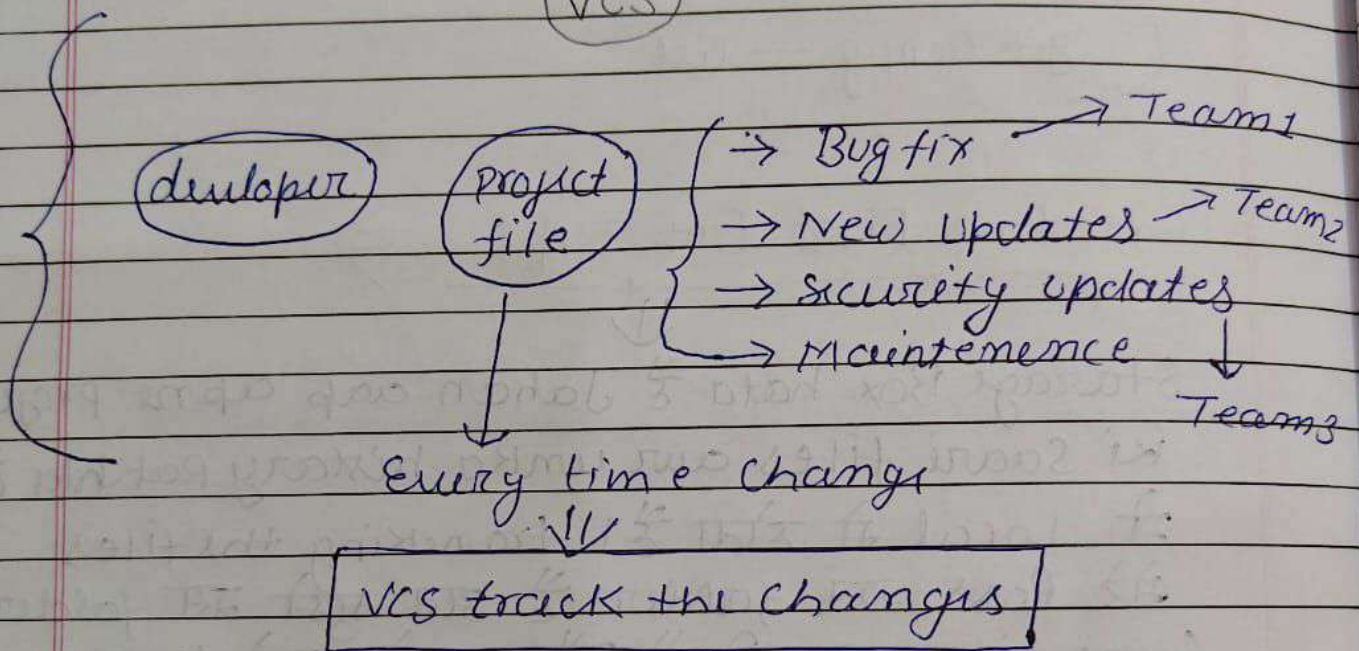 VCS
developer
project
file
→ Bug fix → Team1
→ New Updates → Team2
→ Security updates
→ Maintenence
Team3
Every time change
VCS track the changes